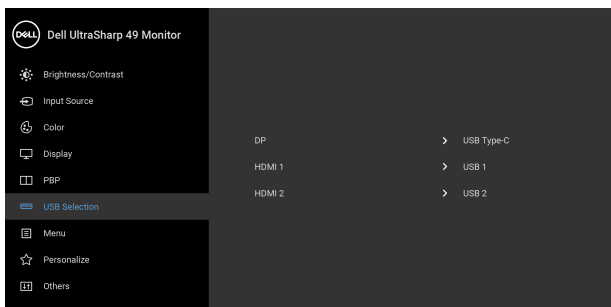 DELL Dell UltraSharp 49 Monitor
Brightness/Contrast
Input Source
Color
Display
PBP
USB Selection
Menu
Personalize
Others
DP > USB Type-C
HDMI 1 > USB 1
HDMI 2 > USB 2